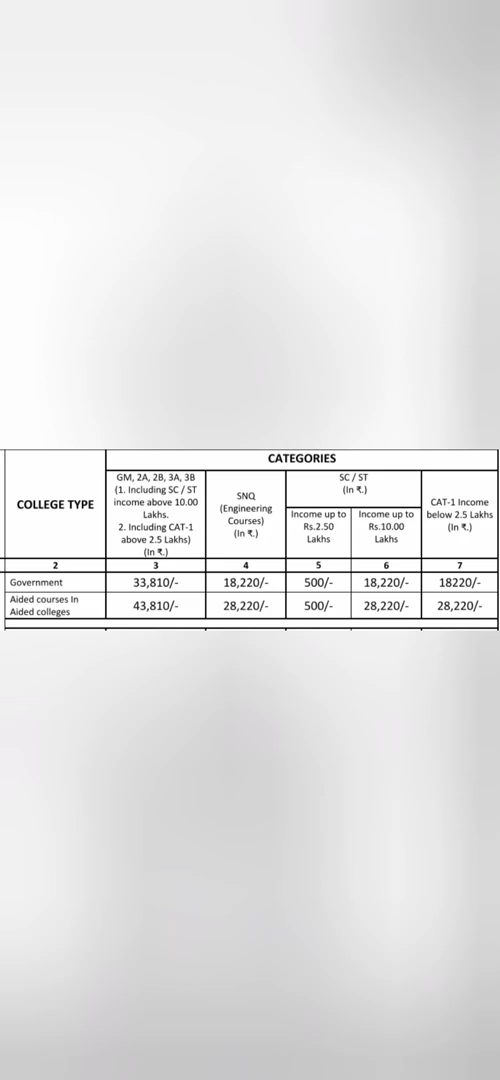 CATEGORIES
COLLEGE TYPE
GM, 2A, 2B, 3A, 3B
(1. Including SC / ST
income above 10.00
Lakhs.
2. Including CAT-1
above 2.5 Lakhs)
(In ₹.)
SNQ
(Engineering
Courses)
(In ₹.)
SC / ST
(In ₹.)
Income up to
Rs.2.50
Lakhs
Income up to
Rs.10.00
Lakhs
CAT-1 Income
below 2.5 Lakhs
(In ₹.)
2 3 4 5 6 7
Government 33,810/- 18,220/- 500/- 18,220/- 18220/-
Aided courses In
Aided colleges 43,810/- 28,220/- 500/- 28,220/- 28,220/-